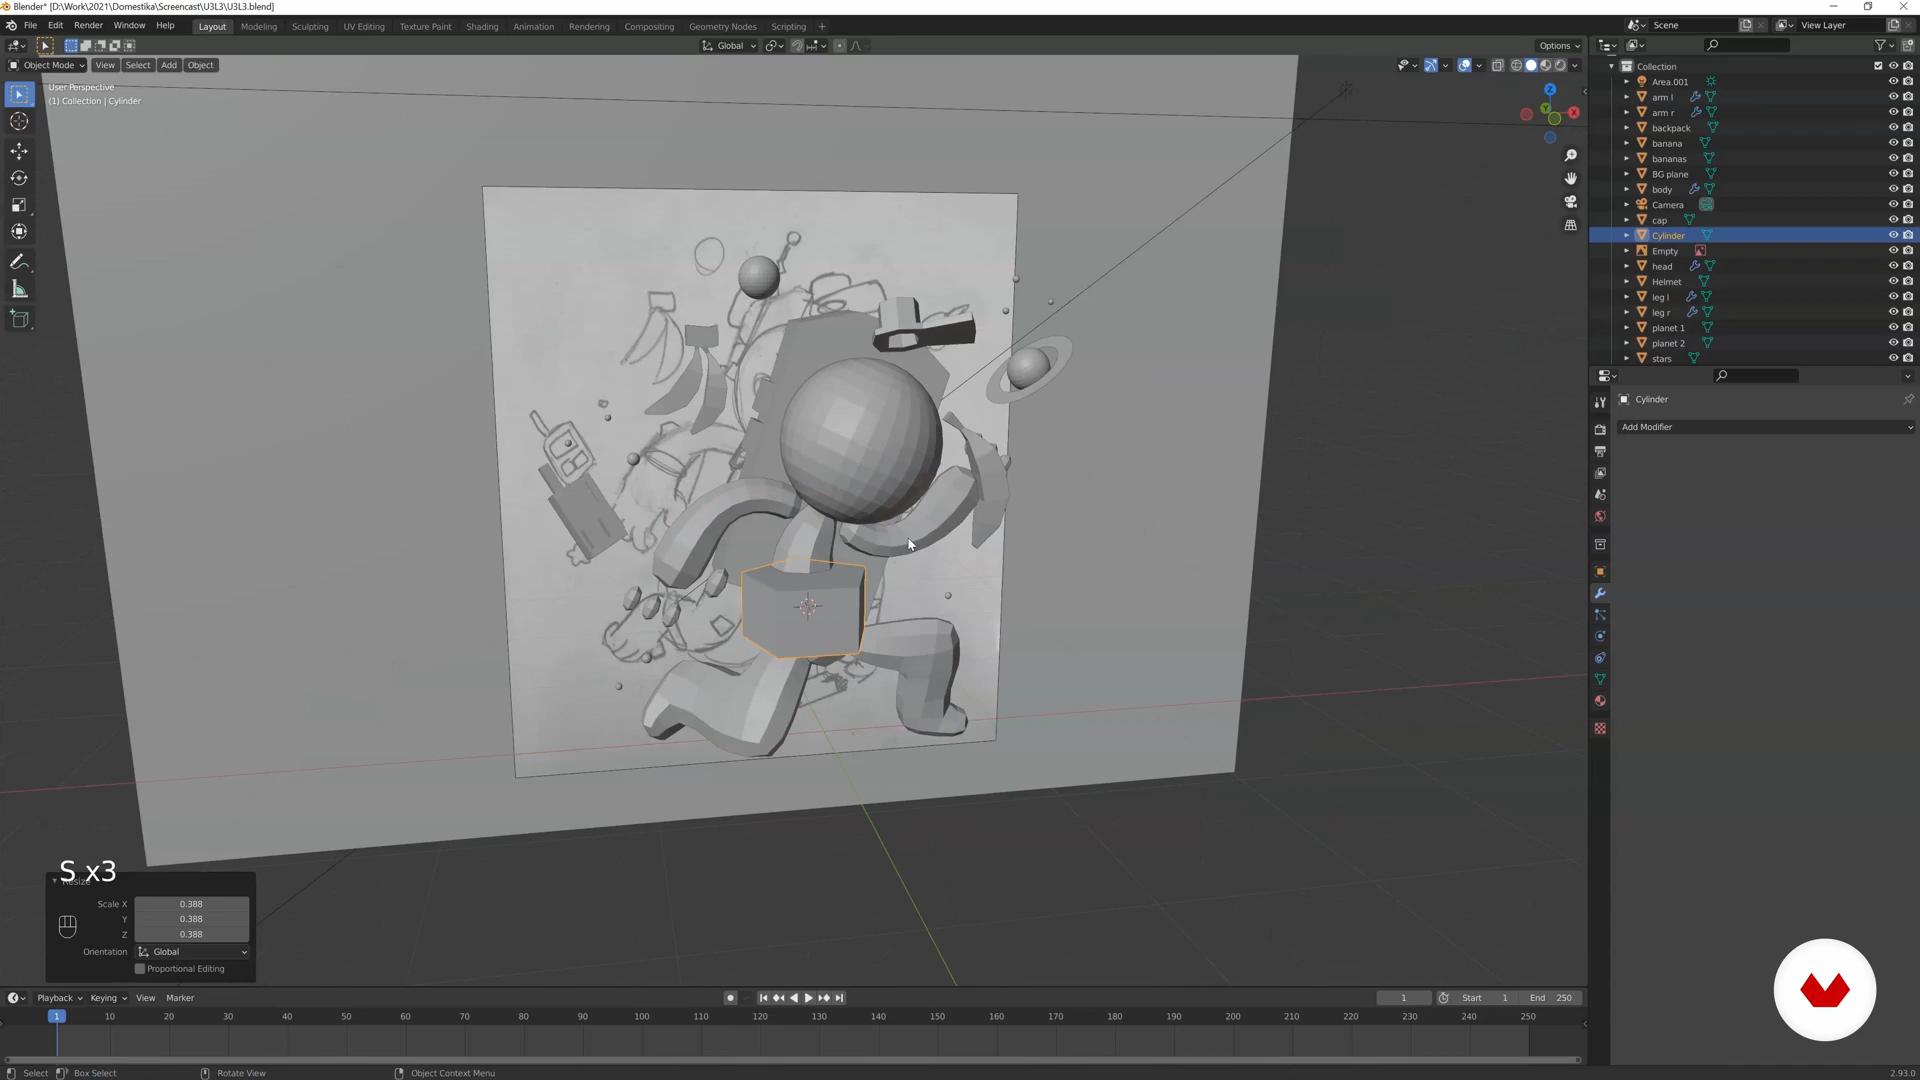 Blender* [D:\Work\2021\Domestika\Screencast\U3L3\U3L3.blend]
File Edit Render Window Help Layout Modeling Sculpting UV Editing Texture Paint Shading Animation Rendering Compositing Geometry Nodes Scripting + Scene View Layer
Global Options
Object Mode View Select Add Object
User Perspective
(1) Collection | Cylinder
Z
Y
X
Collection
Area.001
arm l
arm r
backpack
banana
bananas
BG plane
body
Camera
cap
Cylinder
Empty
head
Helmet
leg l
leg r
planet 1
planet 2
stars
Cylinder
Add Modifier
S x3
Resize
Scale X 0.388
Y 0.388
Z 0.388
Orientation Global
Proportional Editing
Playback Keying View Marker 1 Start 1 End 250
1 10 20 30 40 50 60 70 80 90 100 110 120 130 140 150 160 170 180 190 200 210 220 230 240 250
Select Box Select Rotate View Object Context Menu 2.93.0